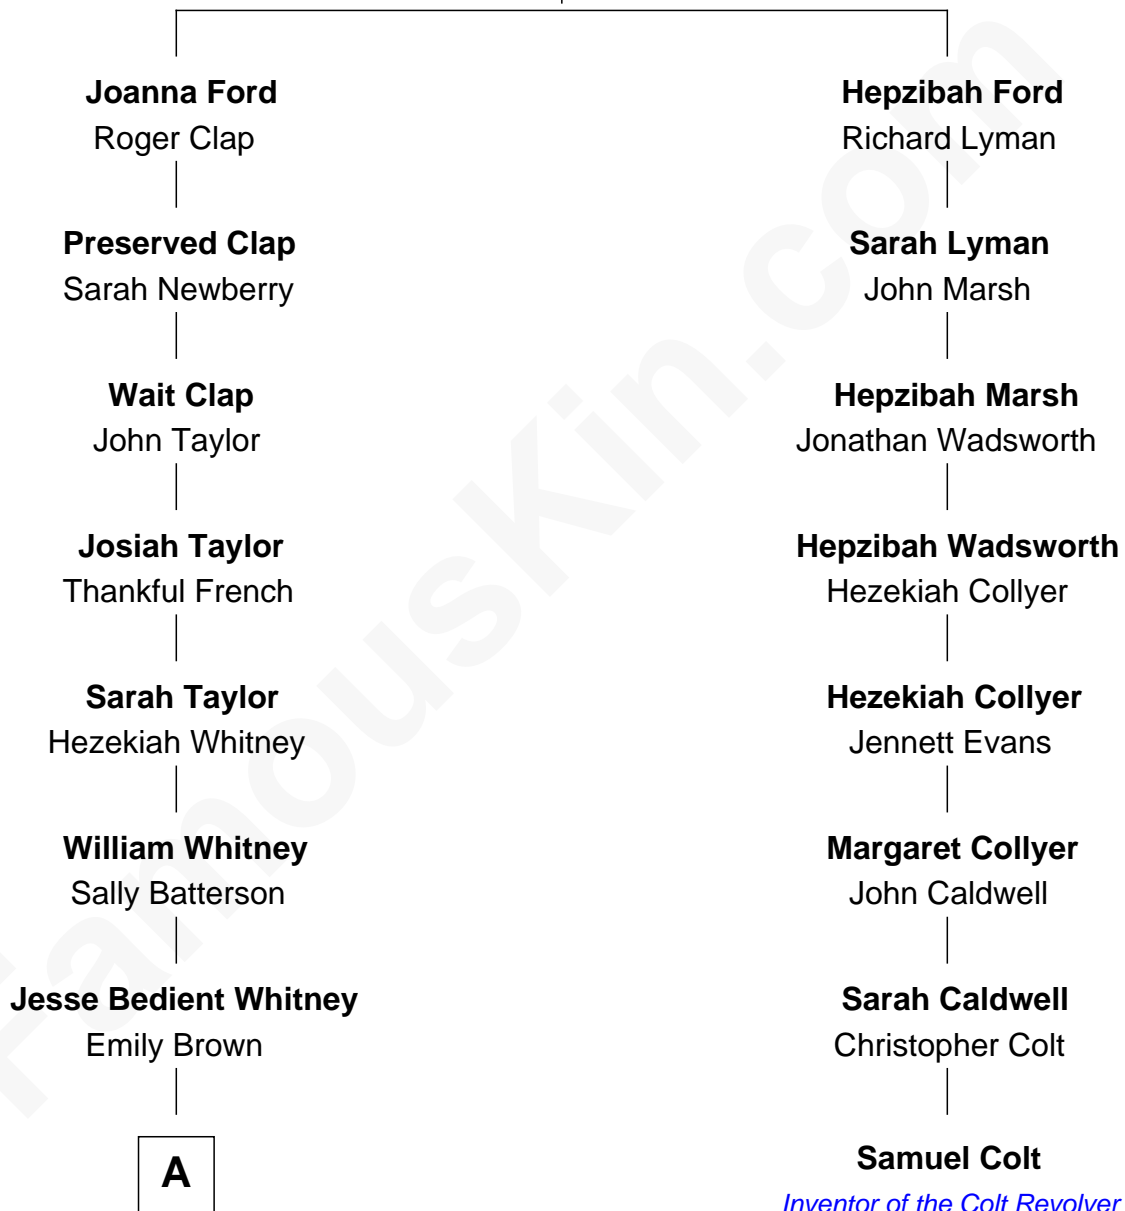 Joanna Ford
Roger Clap
Hepzibah Ford
Richard Lyman
Preserved Clap
Sarah Newberry
Sarah Lyman
John Marsh
Wait Clap
John Taylor
Hepzibah Marsh
Jonathan Wadsworth
Josiah Taylor
Thankful French
Hepzibah Wadsworth
Hezekiah Collyer
Sarah Taylor
Hezekiah Whitney
Hezekiah Collyer
Jennett Evans
William Whitney
Sally Batterson
Margaret Collyer
John Caldwell
Jesse Bedient Whitney
Emily Brown
Sarah Caldwell
Christopher Colt
A
Samuel Colt
Inventor of the Colt Revolver
FamousKin.com